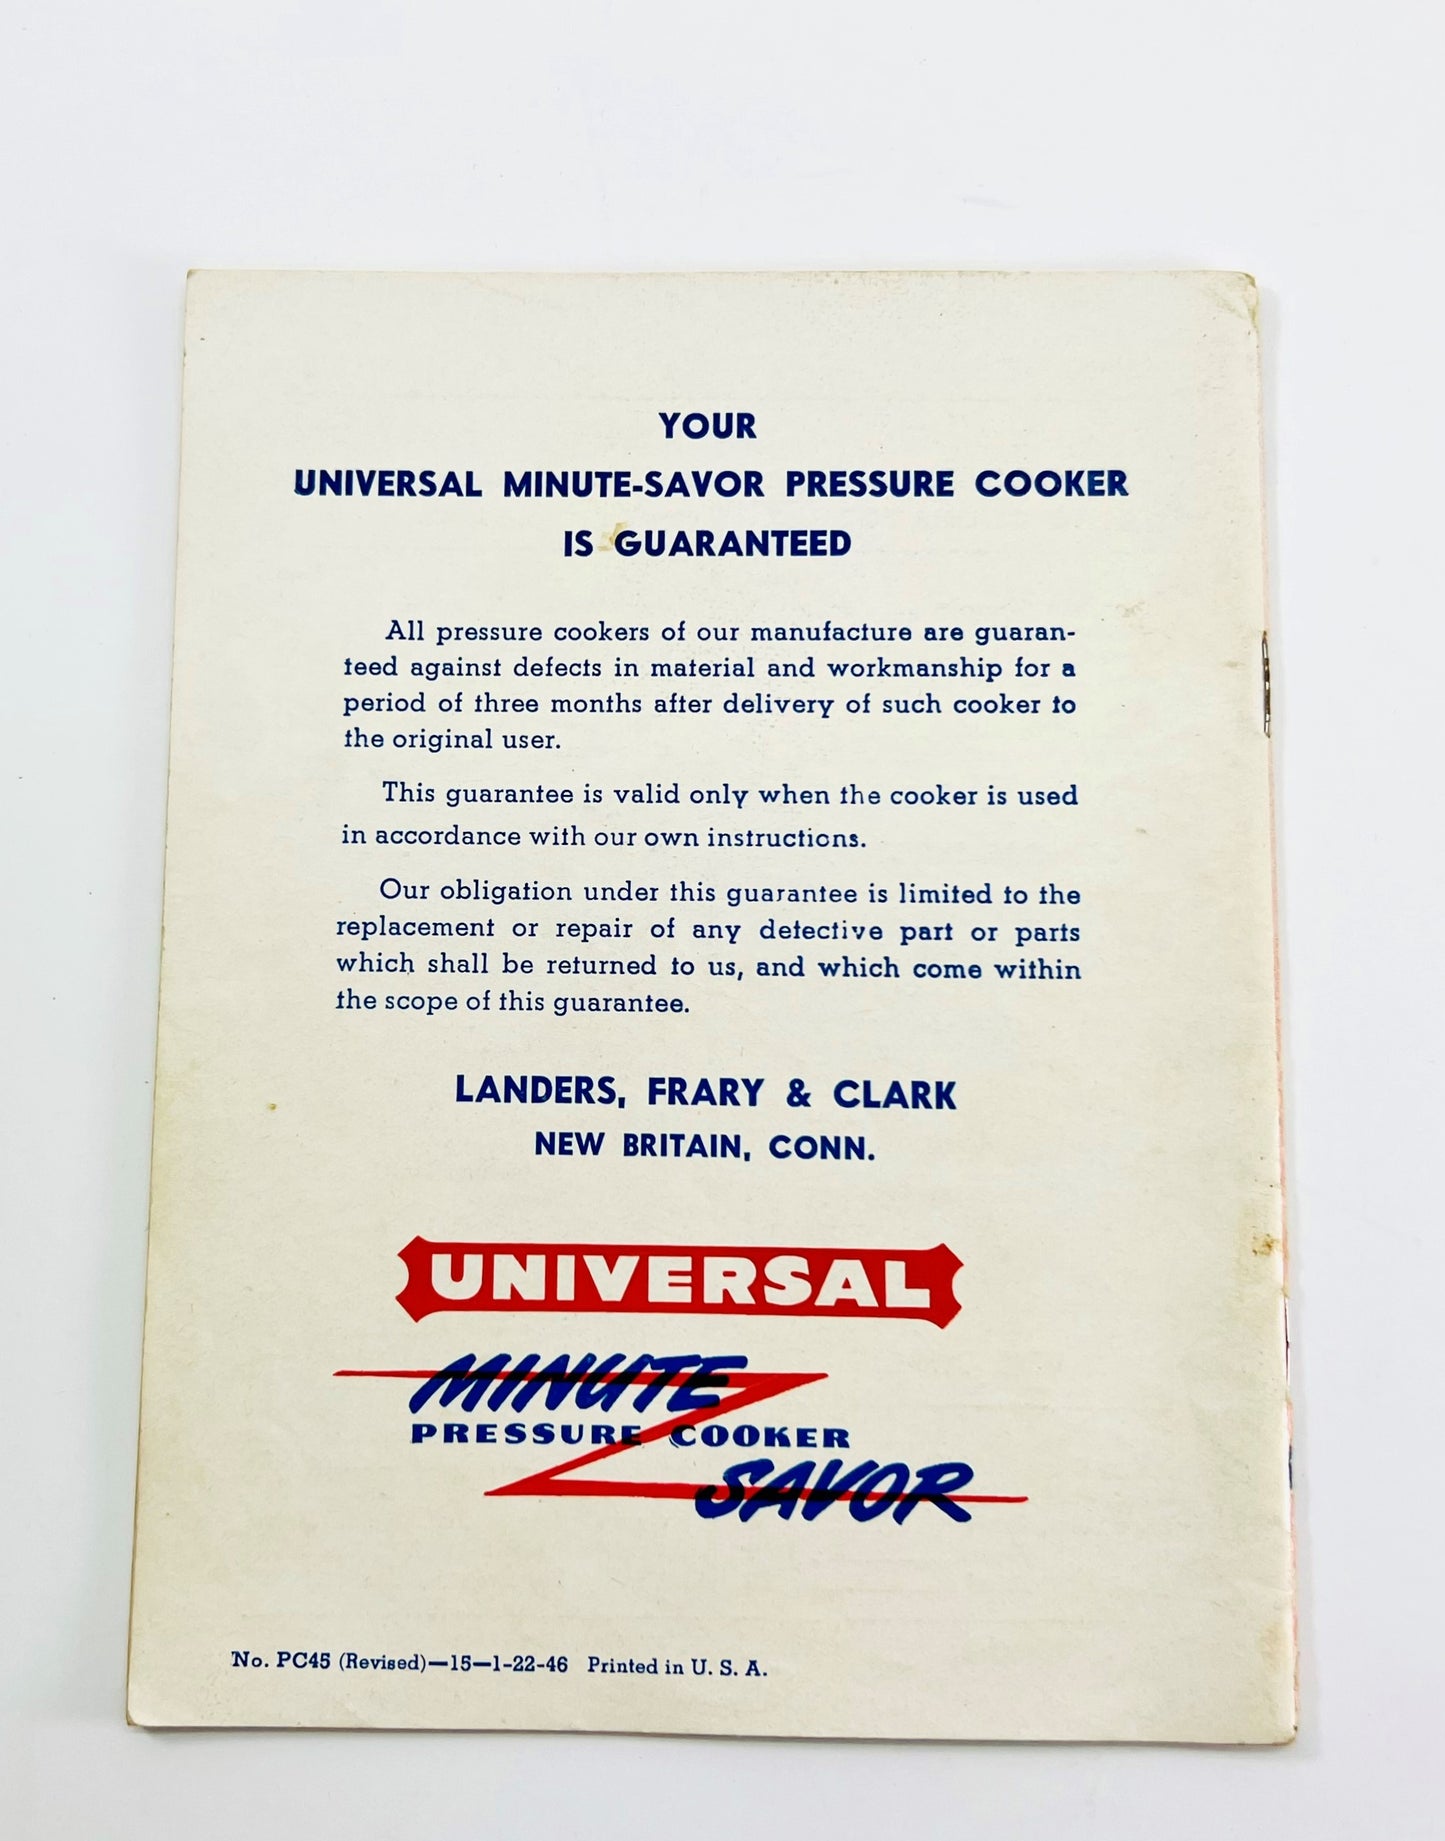 YOUR
UNIVERSAL MINUTE-SAVOR PRESSURE COOKER
IS GUARANTEED
All pressure cookers of our manufacture are guaran-
teed against defects in material and workmanship for a
period of three months after delivery of such cooker to
the original user.
This guarantee is valid only when the cooker is used
in accordance with our own instructions.
Our obligation under this guarantee is limited to the
replacement or repair of any defective part or parts
which shall be returned to us, and which come within
the scope of this guarantee.
LANDERS, FRARY & CLARK
NEW BRITAIN, CONN.
UNIVERSAL
MINUTE
PRESSURE COOKER
SAVOR
No. PC45 (Revised)—15—1-22-46 Printed in U. S. A.